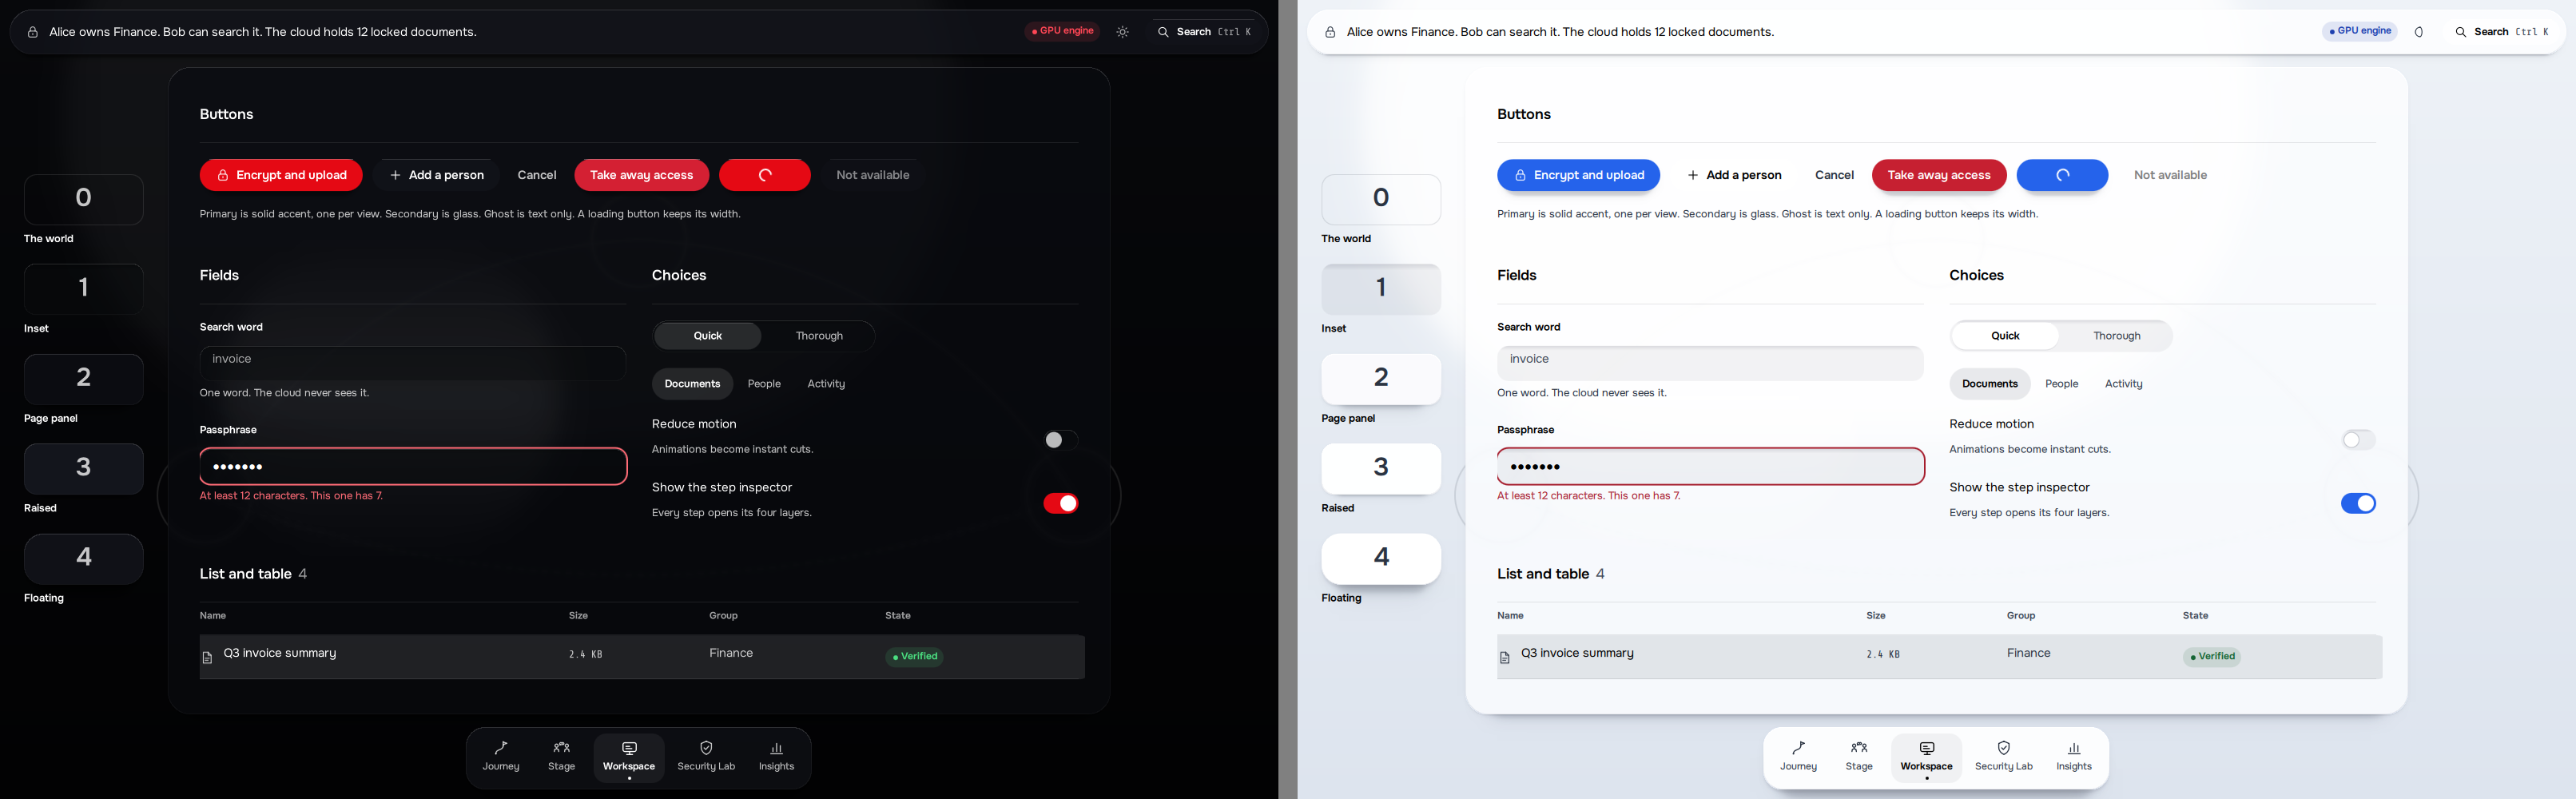 Alice owns Finance. Bob can search it. The cloud holds 12 locked documents.
GPU engine
Search Ctrl K
0
The world
1
Inset
2
Page panel
3
Raised
4
Floating
Buttons
Encrypt and upload
Add a person
Cancel
Take away access
Not available
Primary is solid accent, one per view. Secondary is glass. Ghost is text only. A loading button keeps its width.
Fields
Search word
invoice
One word. The cloud never sees it.
Passphrase
At least 12 characters. This one has 7.
Choices
Quick Thorough
Documents People Activity
Reduce motion
Animations become instant cuts.
Show the step inspector
Every step opens its four layers.
List and table 4
Name Size Group State
Q3 invoice summary 2.4 KB Finance Verified
Journey Stage Workspace Security Lab Insights
Alice owns Finance. Bob can search it. The cloud holds 12 locked documents.
GPU engine
Search Ctrl K
0
The world
1
Inset
2
Page panel
3
Raised
4
Floating
Buttons
Encrypt and upload
Add a person
Cancel
Take away access
Not available
Primary is solid accent, one per view. Secondary is glass. Ghost is text only. A loading button keeps its width.
Fields
Search word
invoice
One word. The cloud never sees it.
Passphrase
At least 12 characters. This one has 7.
Choices
Quick Thorough
Documents People Activity
Reduce motion
Animations become instant cuts.
Show the step inspector
Every step opens its four layers.
List and table 4
Name Size Group State
Q3 invoice summary 2.4 KB Finance Verified
Journey Stage Workspace Security Lab Insights